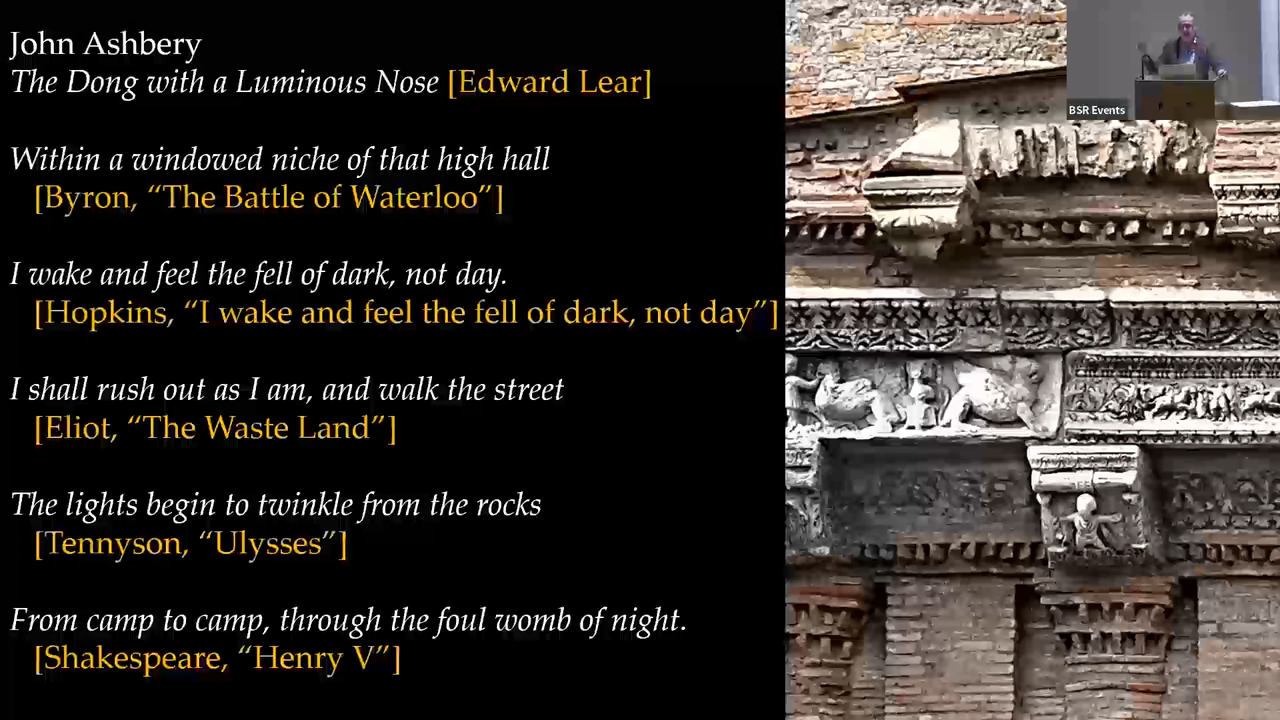 John Ashbery
The Dong with a Luminous Nose [Edward Lear]
Within a windowed niche of that high hall
[Byron, “The Battle of Waterloo”]
I wake and feel the fell of dark, not day.
[Hopkins, “I wake and feel the fell of dark, not day”]
I shall rush out as I am, and walk the street
[Eliot, “The Waste Land”]
The lights begin to twinkle from the rocks
[Tennyson, “Ulysses”]
From camp to camp, through the foul womb of night.
[Shakespeare, “Henry V”]
BSR Events